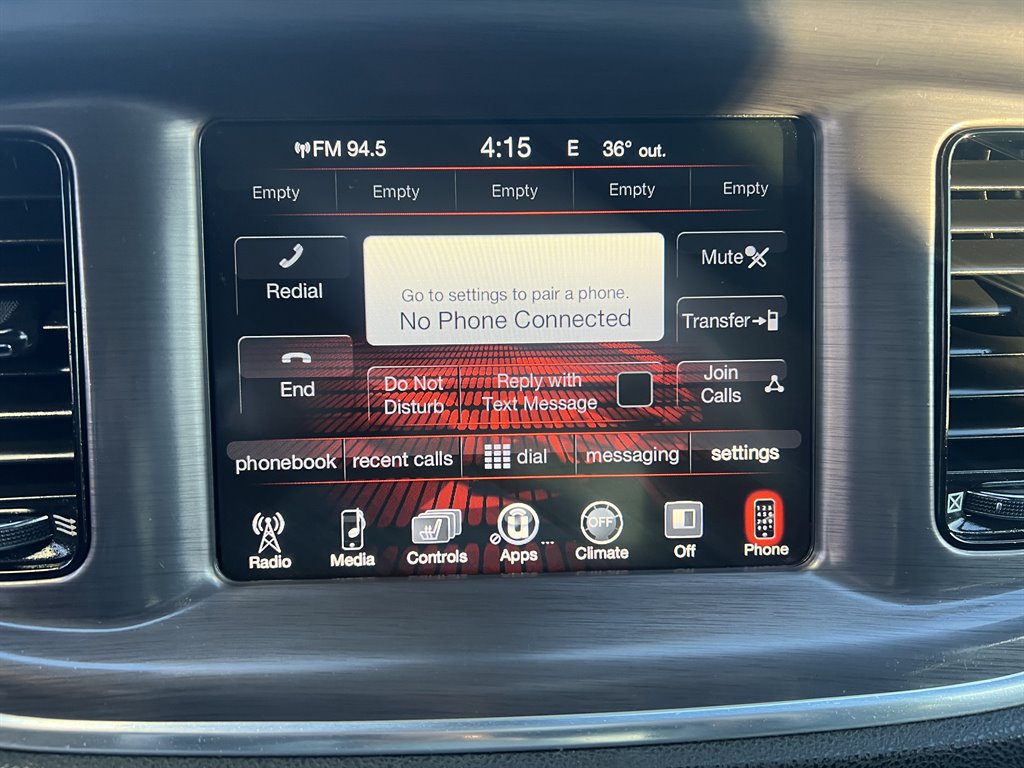 FM 94.5 4:15 E 36° out.
Empty Empty Empty Empty Empty
Redial
Go to settings to pair a phone.
No Phone Connected
Mute
Transfer
End
Do Not
Disturb
Reply with
Text Message
Join
Calls
phonebook recent calls dial messaging settings
OFF
Radio Media Controls Apps Climate Off Phone